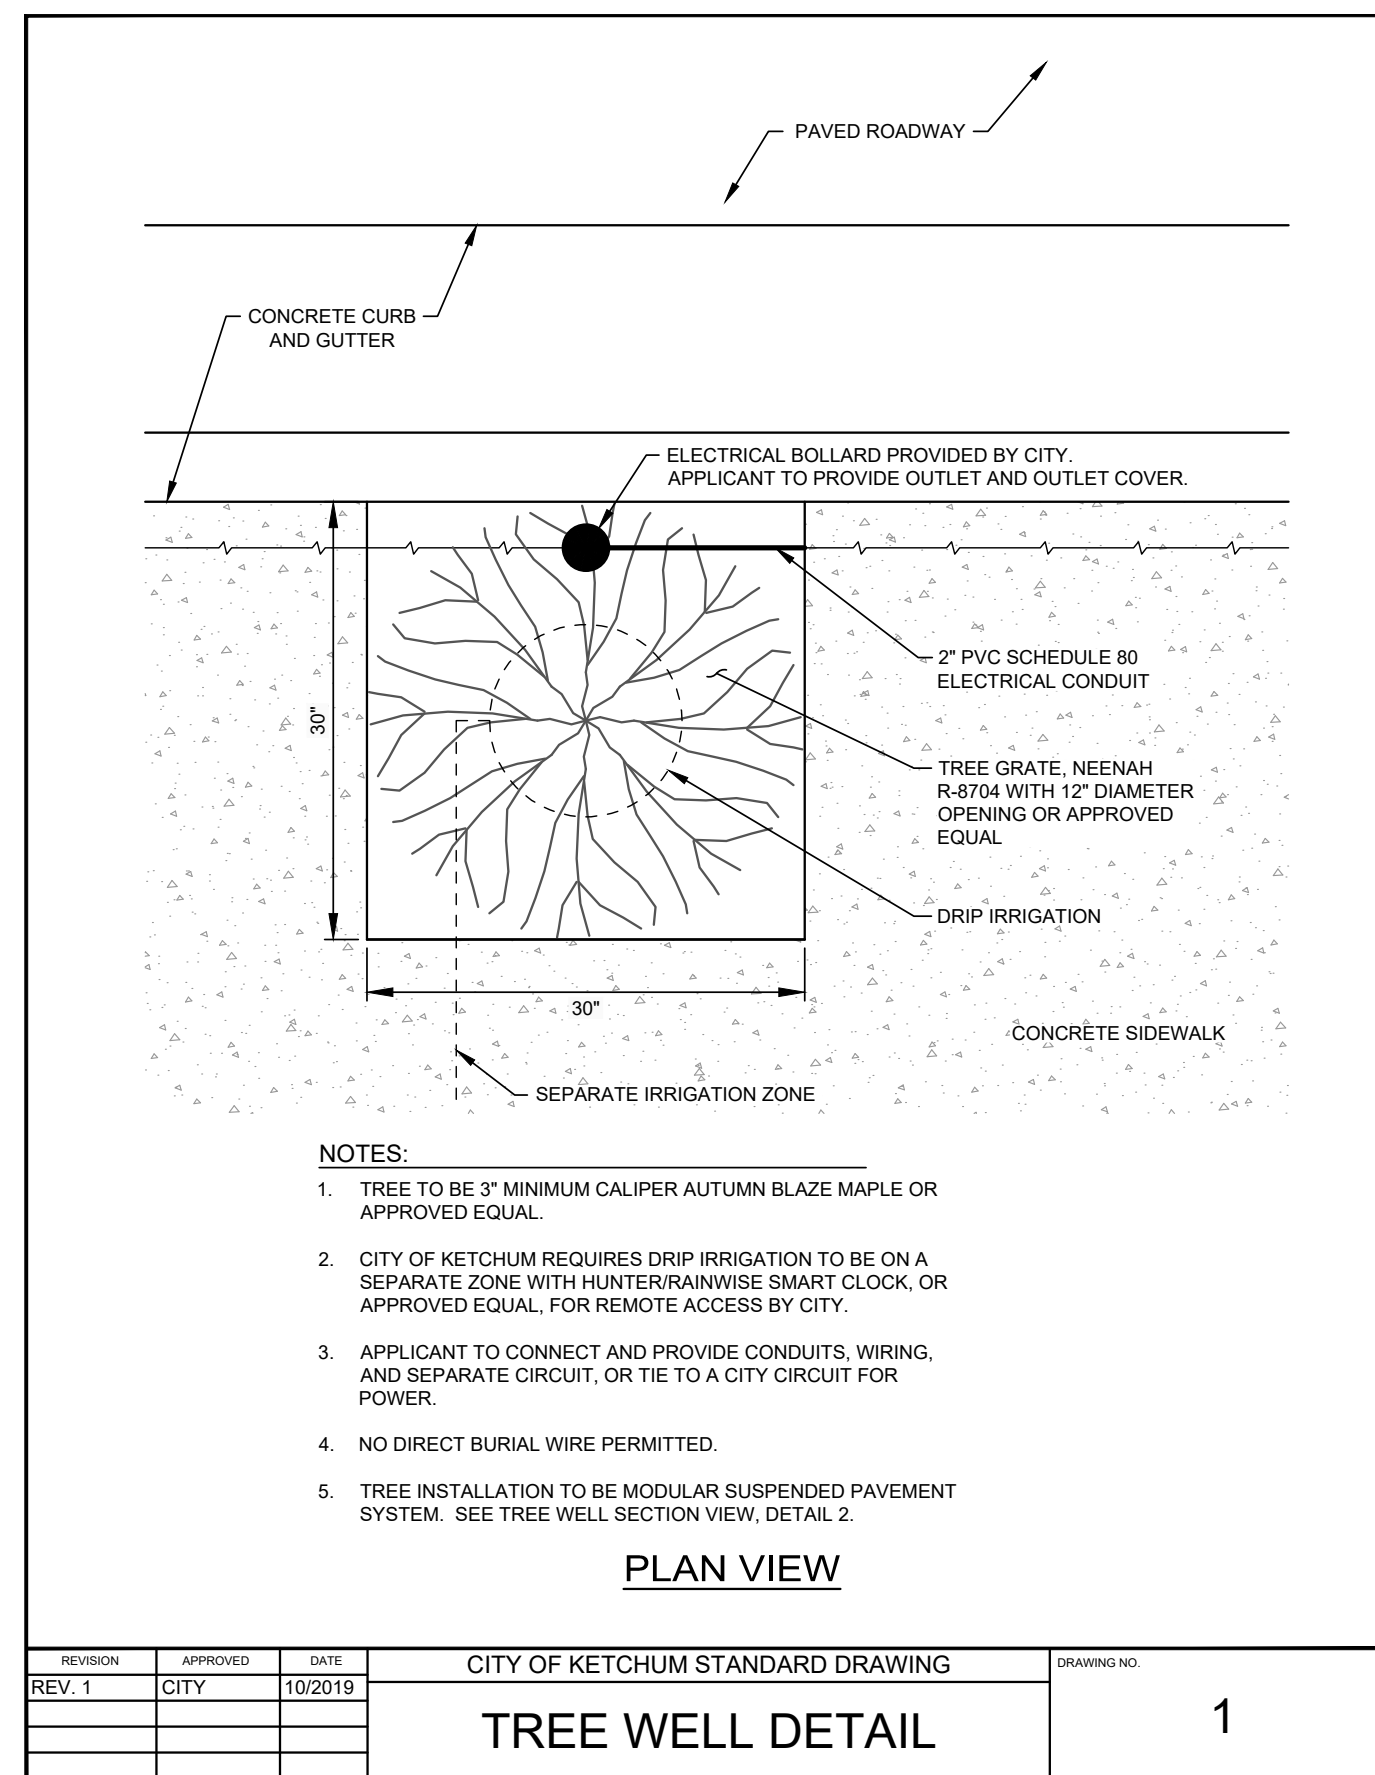 PAVED ROADWAY
CONCRETE CURB
AND GUTTER
ELECTRICAL BOLLARD PROVIDED BY CITY.
APPLICANT TO PROVIDE OUTLET AND OUTLET COVER.
2" PVC SCHEDULE 80
ELECTRICAL CONDUIT
30"
TREE GRATE, NEENAH
R-8704 WITH 12" DIAMETER
OPENING OR APPROVED
EQUAL
DRIP IRRIGATION
30"
CONCRETE SIDEWALK
SEPARATE IRRIGATION ZONE
NOTES:
1. TREE TO BE 3" MINIMUM CALIPER AUTUMN BLAZE MAPLE OR
APPROVED EQUAL.
2. CITY OF KETCHUM REQUIRES DRIP IRRIGATION TO BE ON A
SEPARATE ZONE WITH HUNTER/RAINWISE SMART CLOCK, OR
APPROVED EQUAL, FOR REMOTE ACCESS BY CITY.
3. APPLICANT TO CONNECT AND PROVIDE CONDUITS, WIRING,
AND SEPARATE CIRCUIT, OR TIE TO A CITY CIRCUIT FOR
POWER.
4. NO DIRECT BURIAL WIRE PERMITTED.
5. TREE INSTALLATION TO BE MODULAR SUSPENDED PAVEMENT
SYSTEM. SEE TREE WELL SECTION VIEW, DETAIL 2.
PLAN VIEW
REVISION APPROVED DATE
REV. 1 CITY 10/2019
CITY OF KETCHUM STANDARD DRAWING
TREE WELL DETAIL
DRAWING NO.
1